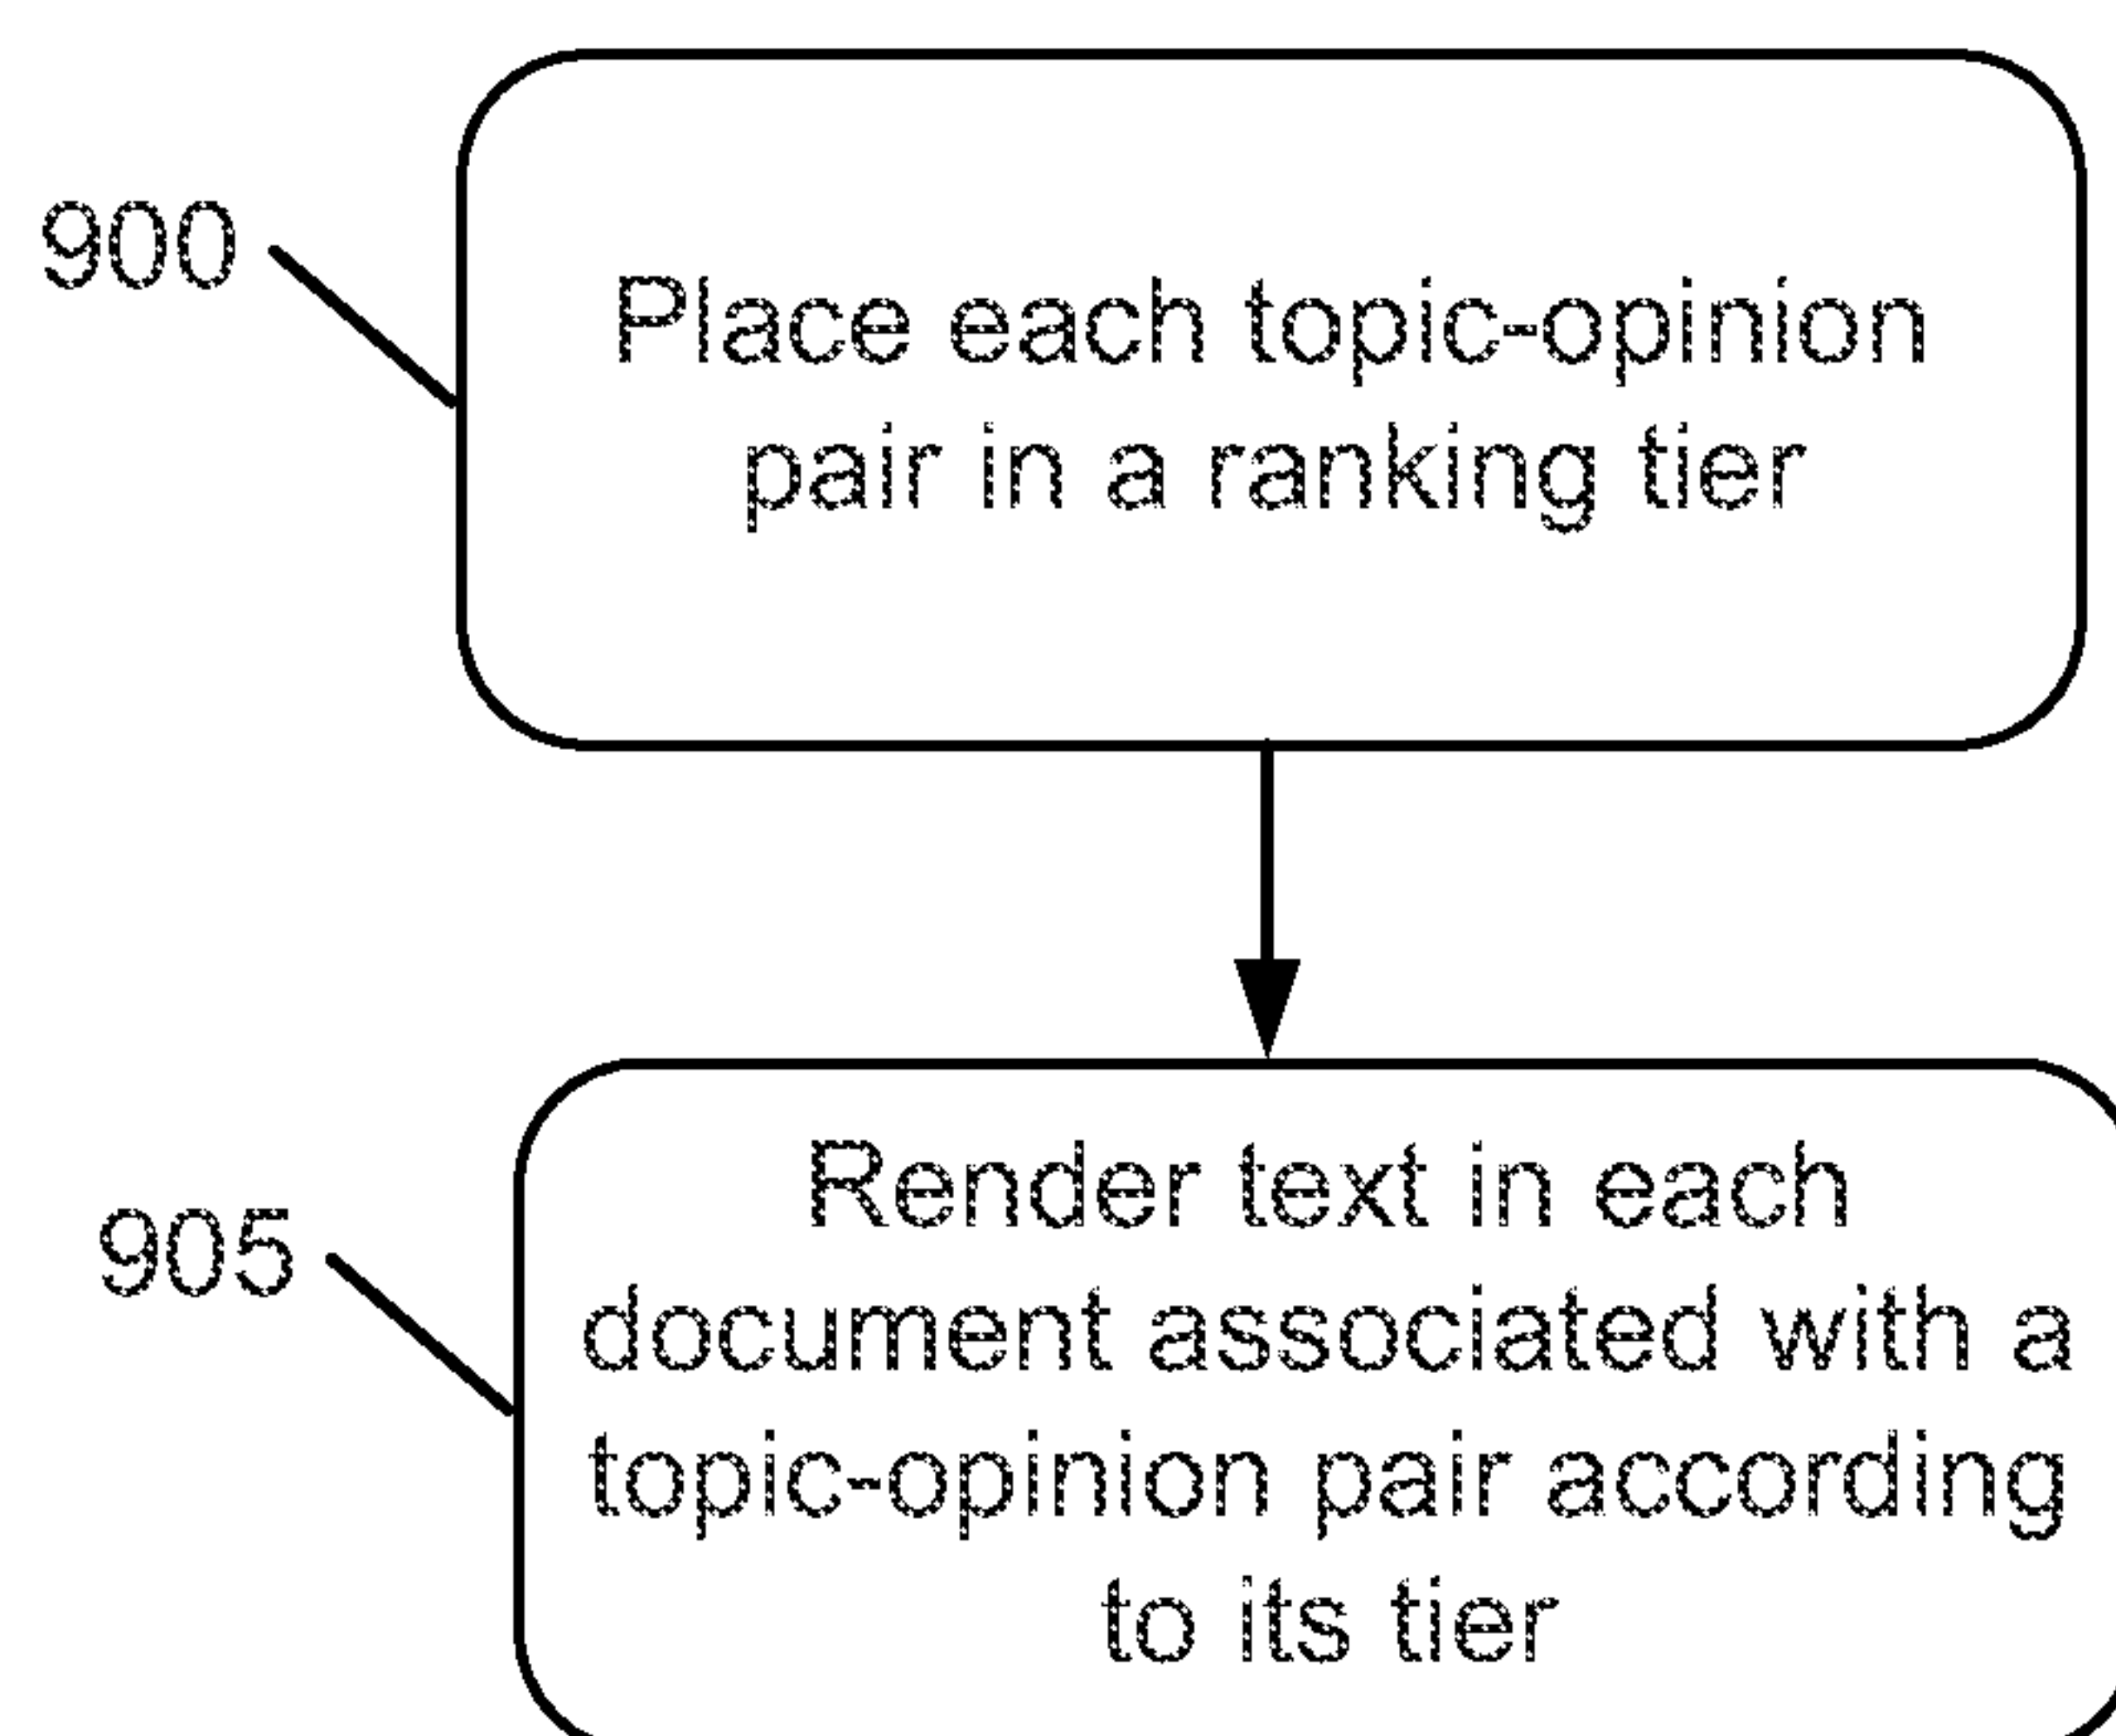 900
Place each topic-opinion
pair in a ranking tier
905
Render text in each
document associated with a
topic-opinion pair according
to its tier